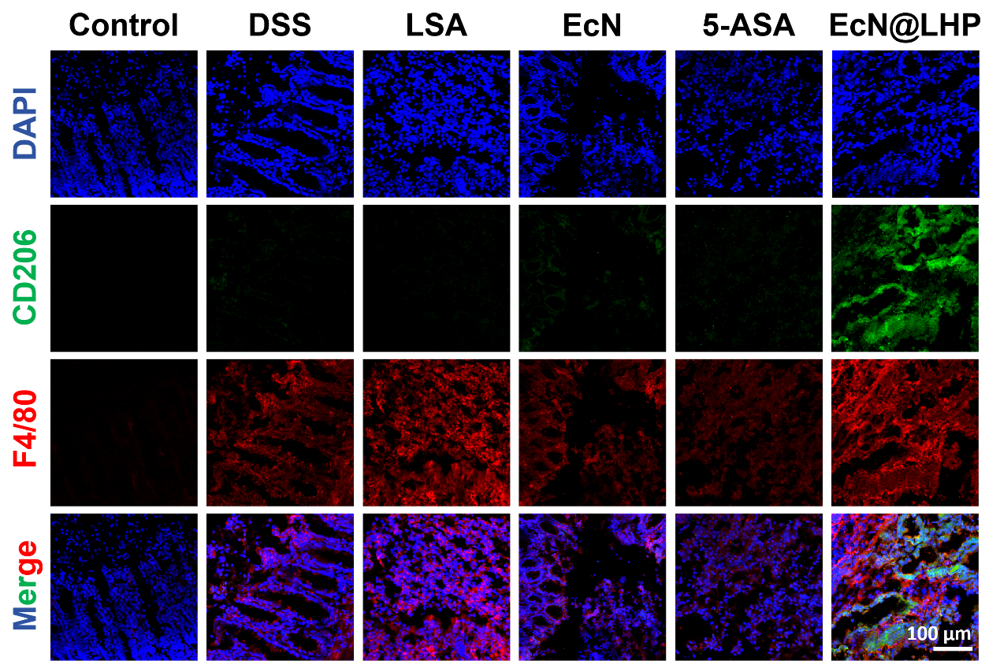 Control DSS LSA EcN 5-ASA EcN@LHP
DAPI
CD206
F4/80
Merge
100 µm